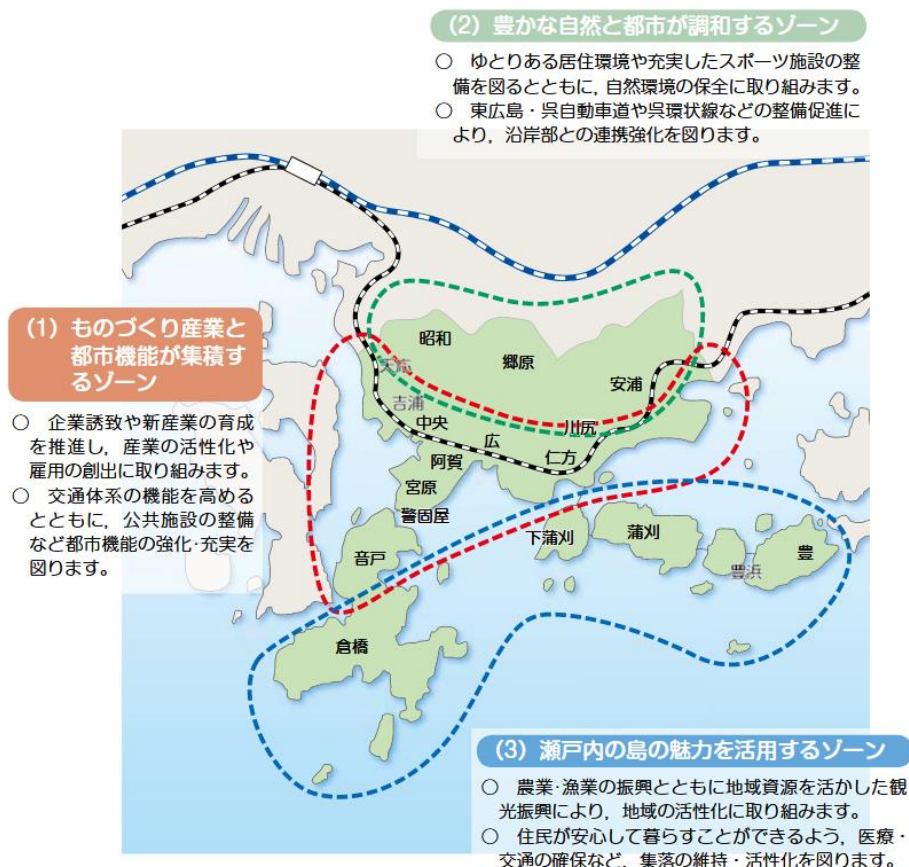 (2) 豊かな自然と都市が調和するゾーン
○ ゆとりある居住環境や充実したスポーツ施設の整
備を図るとともに，自然環境の保全に取り組みます。
○ 東広島・呉自動車道や呉環状線などの整備促進に
より，沿岸部との連携強化を図ります。
(1) ものづくり産業と
都市機能が集積す
るゾーン
○ 企業誘致や新産業の育成
を推進し，産業の活性化や
雇用の創出に取り組みます。
○ 交通体系の機能を高める
とともに，公共施設の整備
など都市機能の強化･充実を
図ります。
昭和
郷原
天応
安浦
吉浦
中央
川尻
広
阿賀
仁方
宮原
警固屋
下蒲刈
蒲刈
豊
音戸
豊浜
倉橋
(3) 瀬戸内の島の魅力を活用するゾーン
○ 農業･漁業の振興とともに地域資源を活かした観
光振興により，地域の活性化に取り組みます。
○ 住民が安心して暮らすことができるよう，医療・
交通の確保など，集落の維持・活性化を図ります。